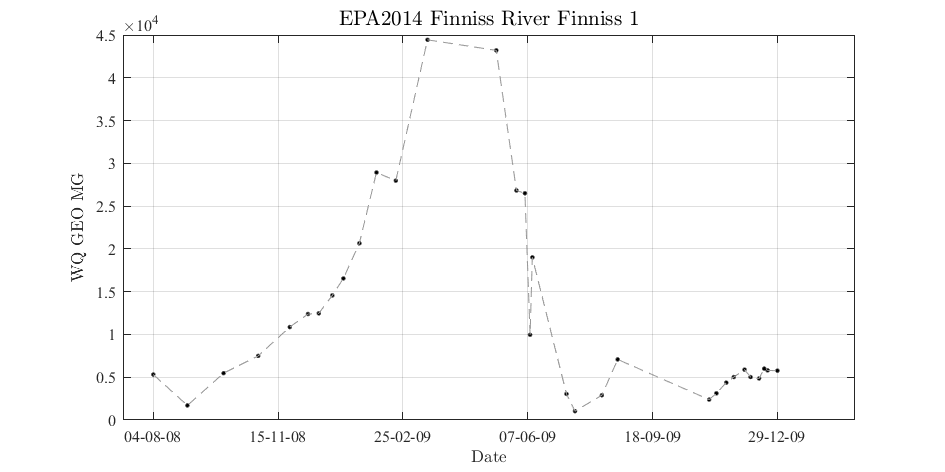 EPA2014 Finniss River Finniss 1
×10⁴
4.5
4
3.5
3
2.5
2
1.5
1
0.5
0
WQ GEO MG
04-08-08 15-11-08 25-02-09 07-06-09 18-09-09 29-12-09
Date